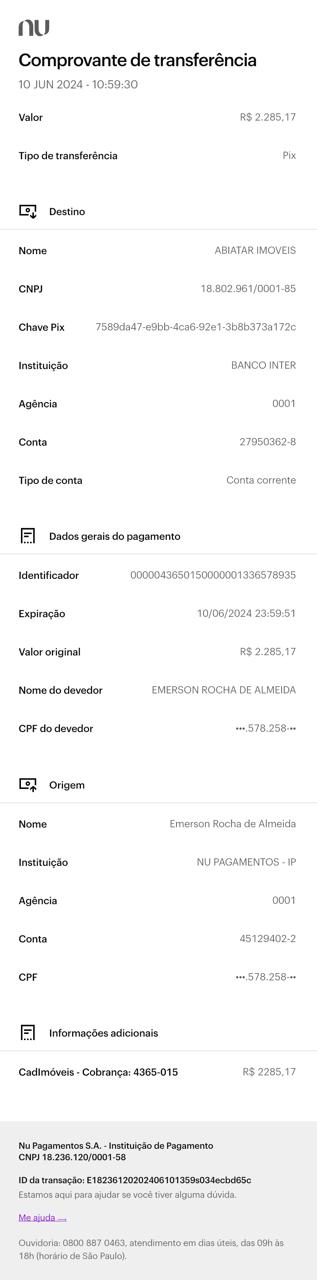 nu
Comprovante de transferência
10 JUN 2024 - 10:59:30
Valor R$ 2.285,17
Tipo de transferência Pix
Destino
Nome ABIATAR IMOVEIS
CNPJ 18.802.961/0001-85
Chave Pix 7589da47-e9bb-4ca6-92e1-3b8b373a172c
Instituição BANCO INTER
Agência 0001
Conta 27950362-8
Tipo de conta Conta corrente
Dados gerais do pagamento
Identificador 0000043650150000001336578935
Expiração 10/06/2024 23:59:51
Valor original R$ 2.285,17
Nome do devedor EMERSON ROCHA DE ALMEIDA
CPF do devedor •••.578.258-••
Origem
Nome Emerson Rocha de Almeida
Instituição NU PAGAMENTOS - IP
Agência 0001
Conta 45129402-2
CPF •••.578.258-••
Informações adicionais
CadImóveis - Cobrança: 4365-015 R$ 2285,17
Nu Pagamentos S.A. - Instituição de Pagamento
CNPJ 18.236.120/0001-58
ID da transação: E18236120202406101359s034ecbd65c
Estamos aqui para ajudar se você tiver alguma dúvida.
Me ajuda
Ouvidoria: 0800 887 0463, atendimento em dias úteis, das 09h às
18h (horário de São Paulo).